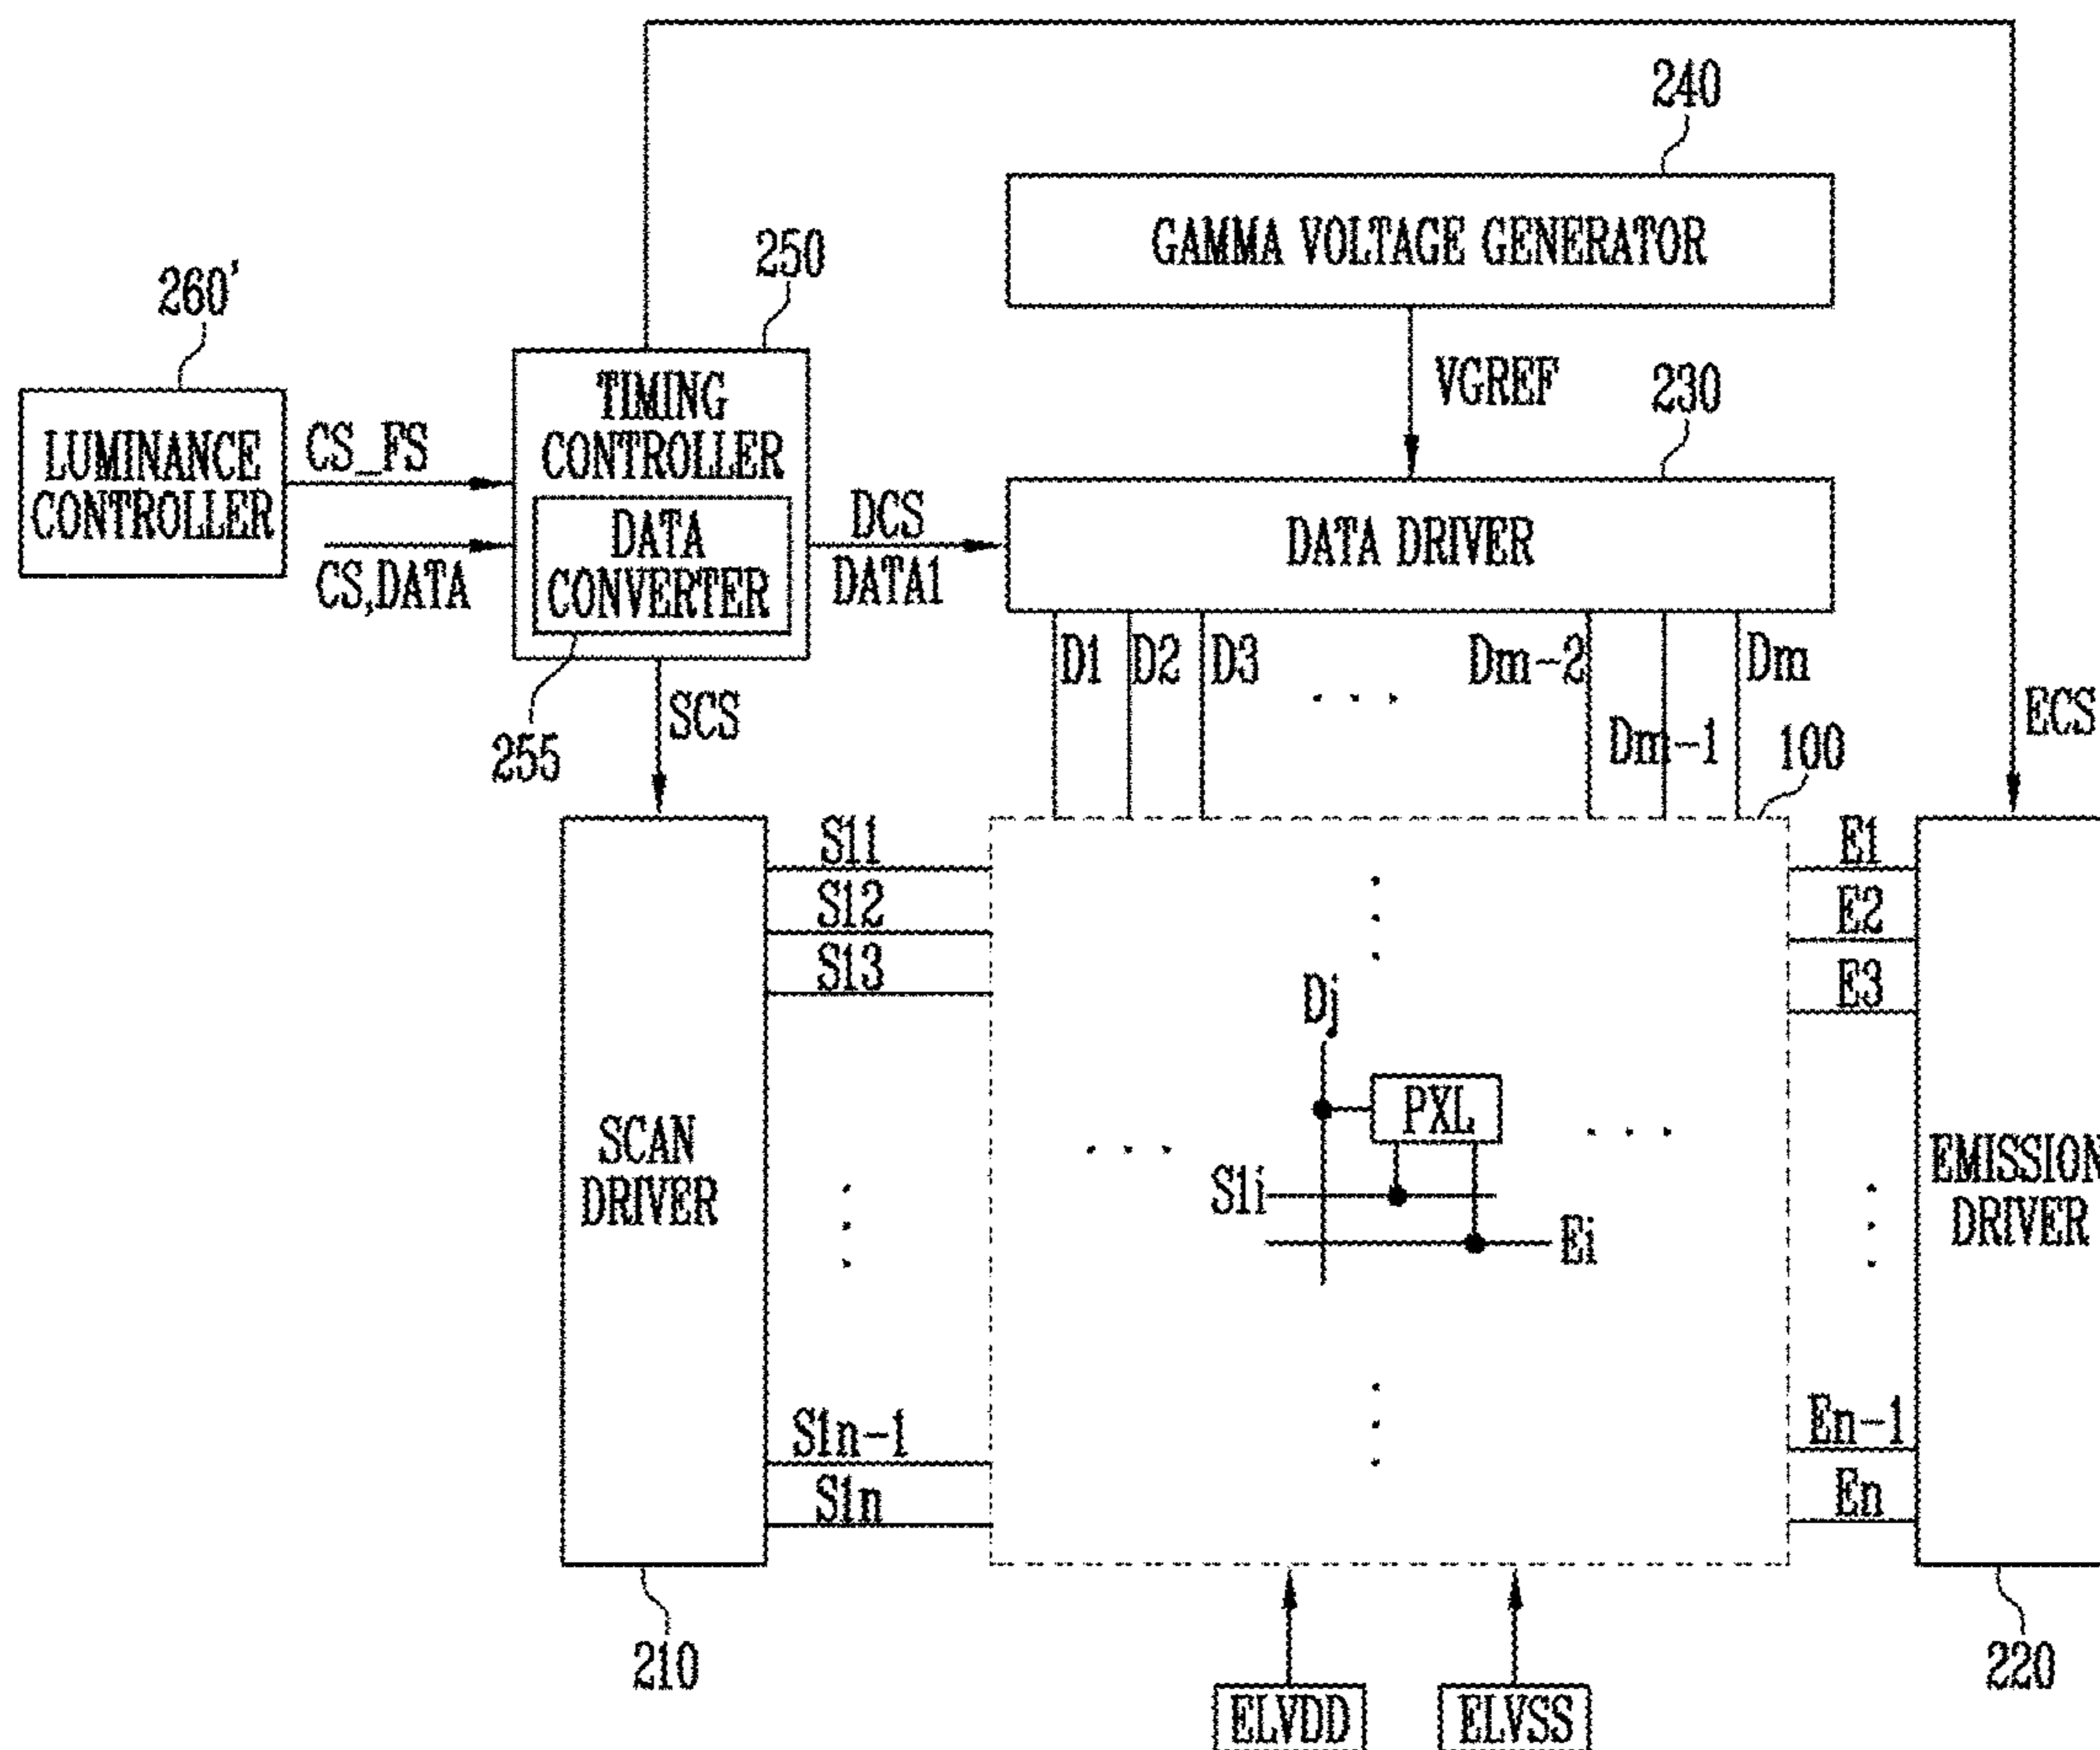 240
GAMMA VOLTAGE GENERATOR
250
260'
VGREF
230
TIMING
CONTROLLER
LUMINANCE
CONTROLLER
CS_FS
DATA
CONVERTER
CS,DATA
DCS
DATA1
DATA DRIVER
D1
D2
D3
Dm-2
Dm-1
Dm
ECS
SCS
255
100
S11
S12
S13
E1
E2
E3
Dj
PXL
S1i
Ei
SCAN
DRIVER
EMISSION
DRIVER
S1n-1
S1n
En-1
En
210
220
ELVDD
ELVSS